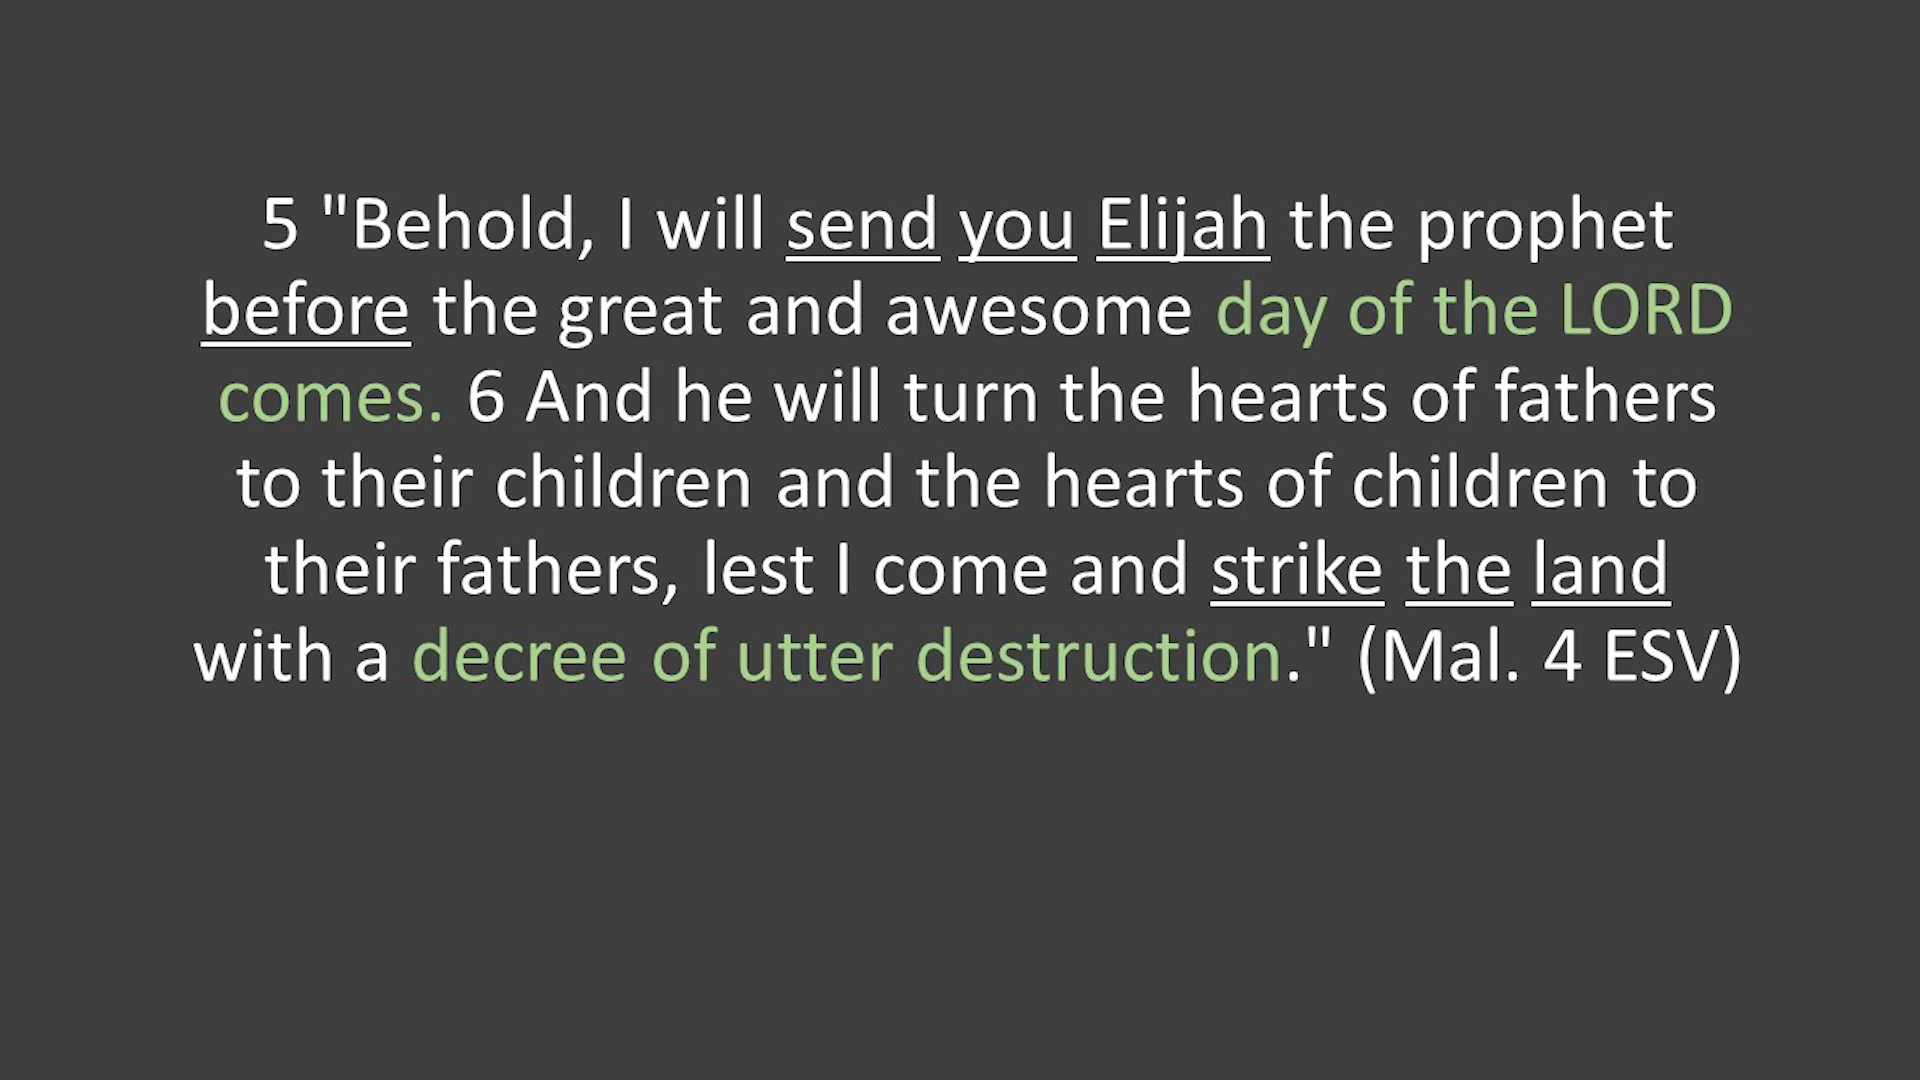 5 "Behold, I will send you Elijah the prophet
before the great and awesome day of the LORD
comes. 6 And he will turn the hearts of fathers
to their children and the hearts of children to
their fathers, lest I come and strike the land
with a decree of utter destruction." (Mal. 4 ESV)